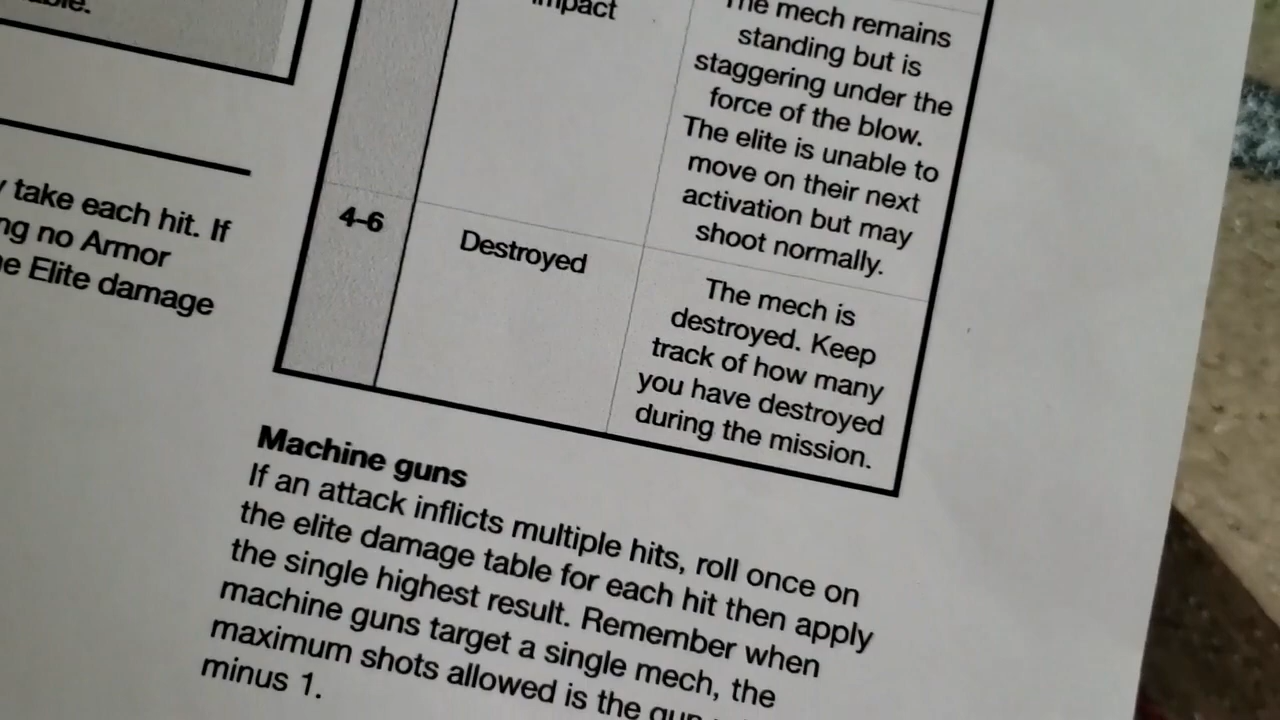 take each hit. If
no Armor
Elite damage
The mech remains
standing but is
staggering under the
force of the blow.
The elite is unable to
move on their next
activation but may
shoot normally.
4-6
Destroyed
The mech is
destroyed. Keep
track of how many
you have destroyed
during the mission.
Machine guns
If an attack inflicts multiple hits, roll once on
the elite damage table for each hit then apply
the single highest result. Remember when
machine guns target a single mech, the
maximum shots allowed is the
minus 1.